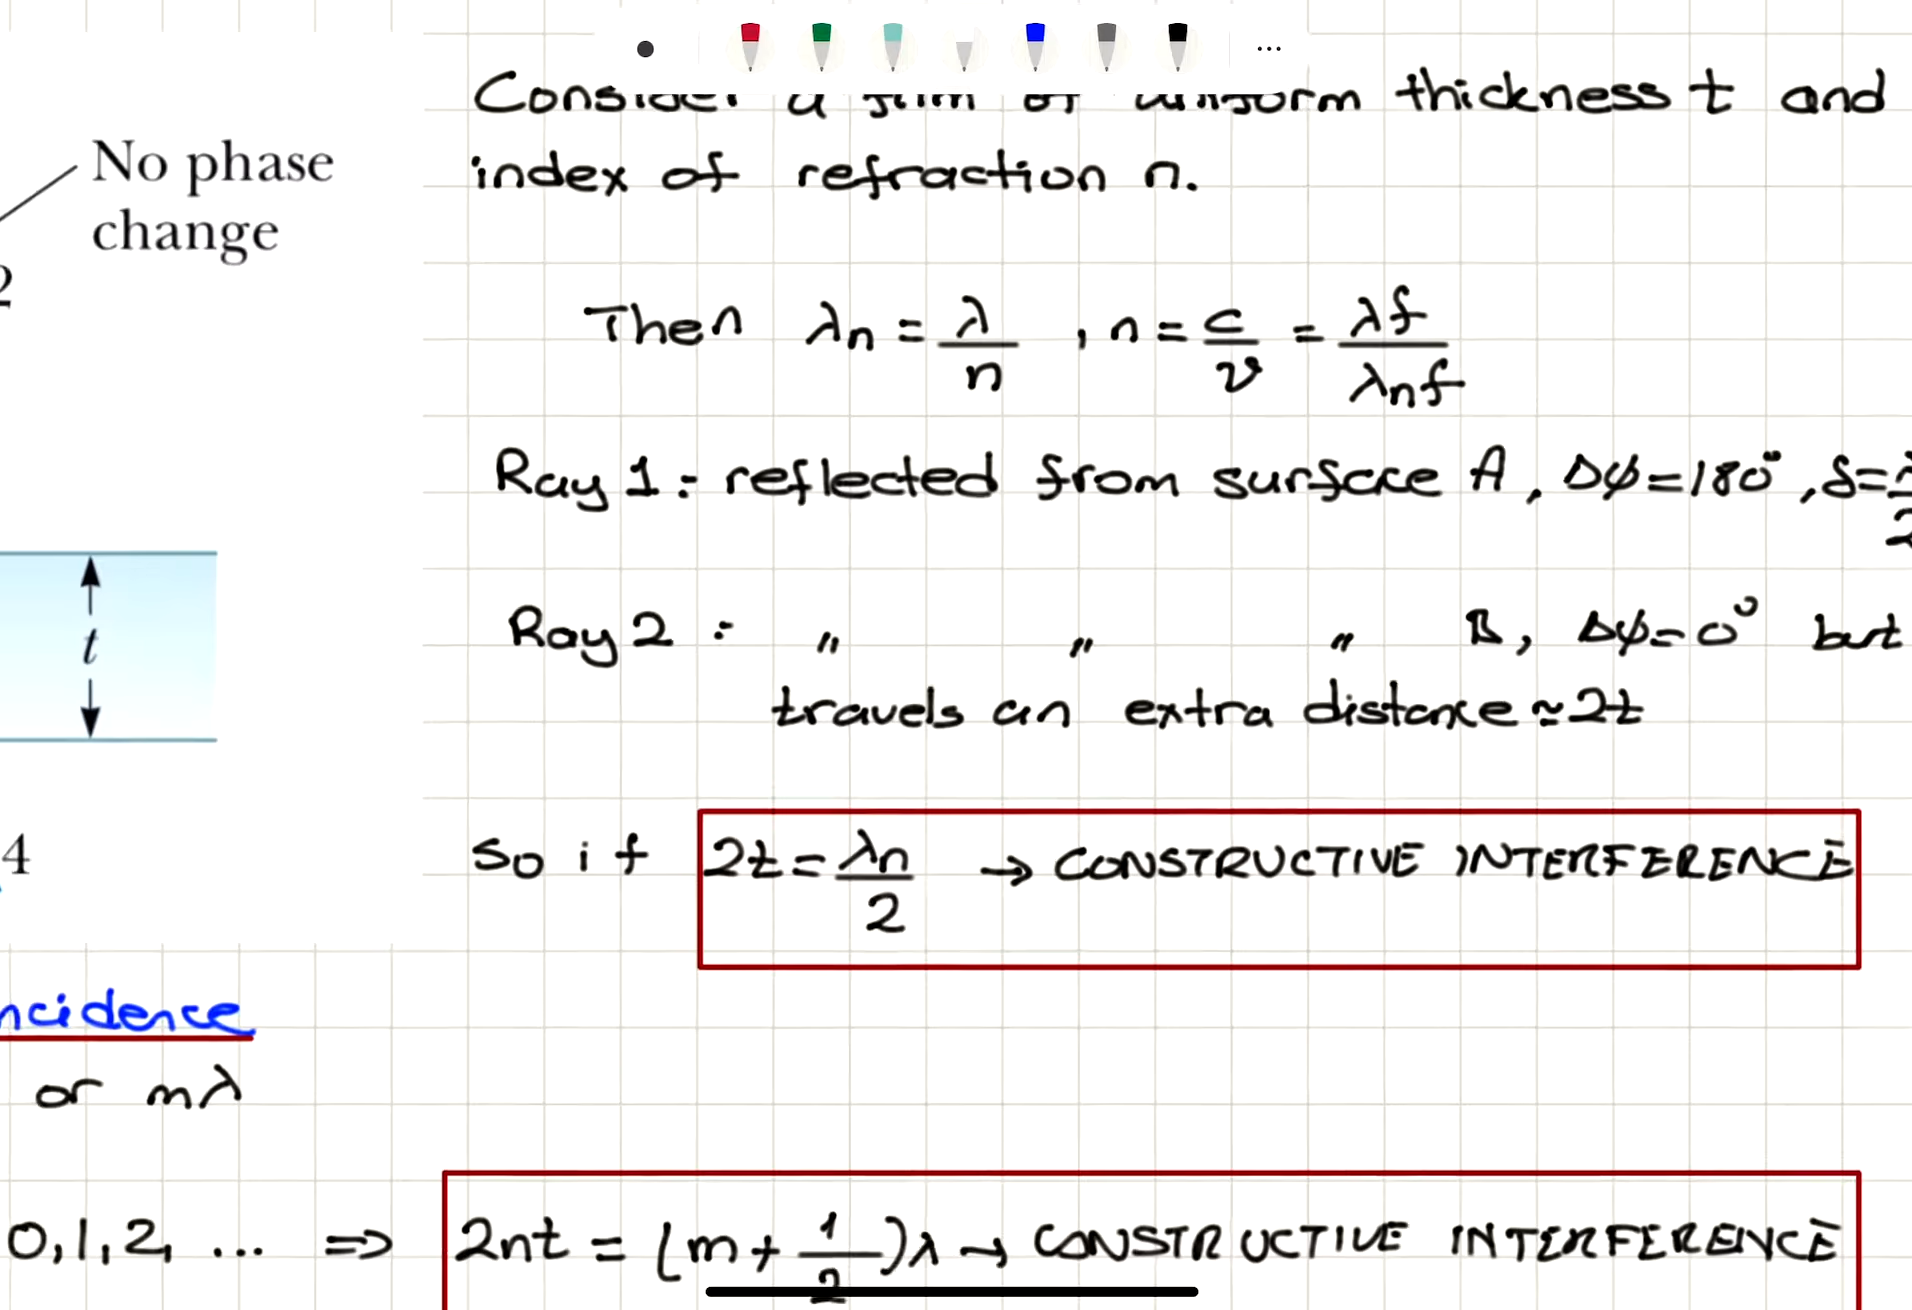 Consider a film of uniform thickness t and
index of refraction n.
No phase
change
2
Then λn = λ/n , n = c/v = λf/λnf
Ray 1 : reflected from surface A, Δφ=180°, δ=λ/2
t
Ray 2 : " " " B, Δφ=0° but
travels an extra distance ≈ 2t
4
So if 2t = λn/2 → CONSTRUCTIVE INTERFERENCE
ncidence
or mλ
0,1,2, ... ⇒ 2nt = (m + 1/2)λ → CONSTRUCTIVE INTERFERENCE